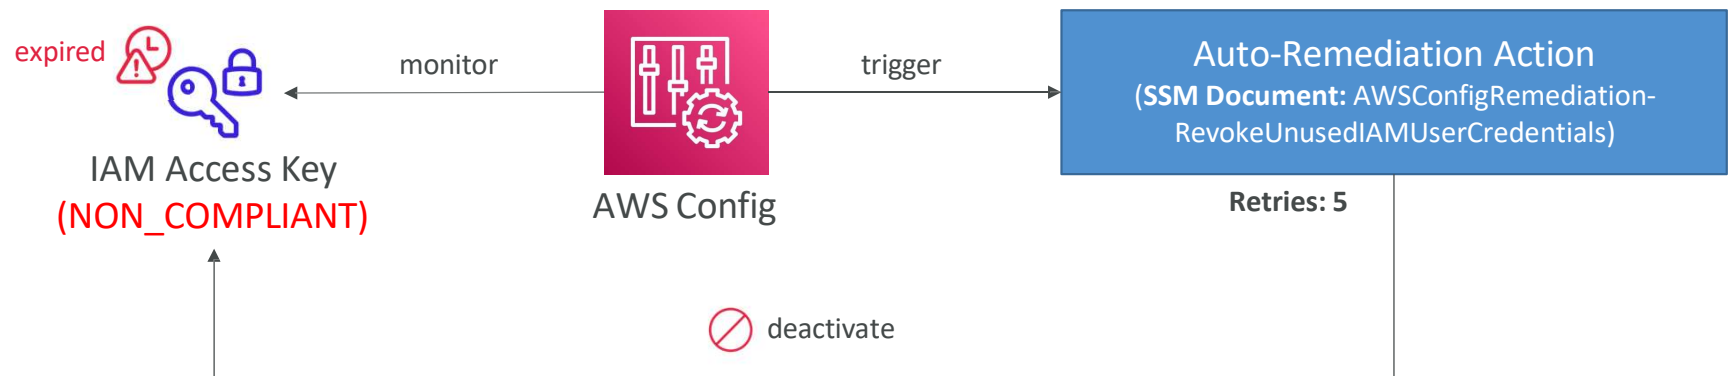 expired
monitor
trigger
Auto-Remediation Action
(SSM Document: AWSConfigRemediation-
RevokeUnusedIAMUserCredentials)
IAM Access Key
(NON_COMPLIANT)
AWS Config
Retries: 5
deactivate